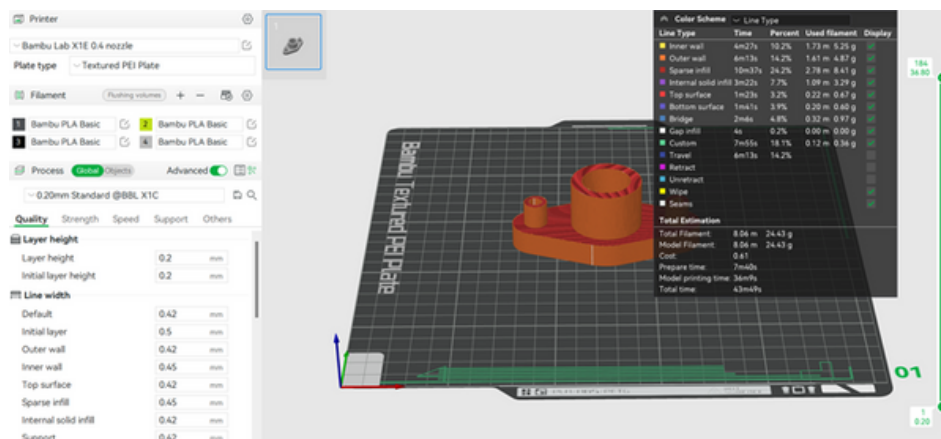 Printer
Bambu Lab X1E 0.4 nozzle
Plate type
Textured PEI Plate
Filament
Flushing volumes
1 Bambu PLA Basic
2 Bambu PLA Basic
3 Bambu PLA Basic
4 Bambu PLA Basic
Process Global Objects Advanced
0.20mm Standard @BBL X1C
Quality Strength Speed Support Others
Layer height
Layer height 0.2 mm
Initial layer height 0.2 mm
Line width
Default 0.42 mm
Initial layer 0.5 mm
Outer wall 0.42 mm
Inner wall 0.45 mm
Top surface 0.42 mm
Sparse infill 0.45 mm
Internal solid infill 0.42 mm
Support 0.42 mm
1
Color Scheme Line Type
Line Type Time Percent Used filament Display
Inner wall 4m27s 10.2% 1.73 m 5.25 g
Outer wall 6m13s 14.2% 1.61 m 4.87 g
Sparse infill 10m37s 24.2% 2.78 m 8.41 g
Internal solid infill 3m22s 7.7% 1.09 m 3.29 g
Top surface 1m23s 3.2% 0.22 m 0.67 g
Bottom surface 1m41s 3.9% 0.20 m 0.60 g
Bridge 2m6s 4.8% 0.32 m 0.97 g
Gap infill 4s 0.2% 0.00 m 0.00 g
Custom 7m55s 18.1% 0.12 m 0.36 g
Travel 6m13s 14.2%
Retract
Unretract
Wipe
Seams
Total Estimation
Total Filament: 8.06 m 24.43 g
Model Filament: 8.06 m 24.43 g
Cost: 0.61
Prepare time: 7m40s
Model printing time: 36m9s
Total time: 43m49s
Bambu Textured PEI Plate
01
184
36.80
1
0.20